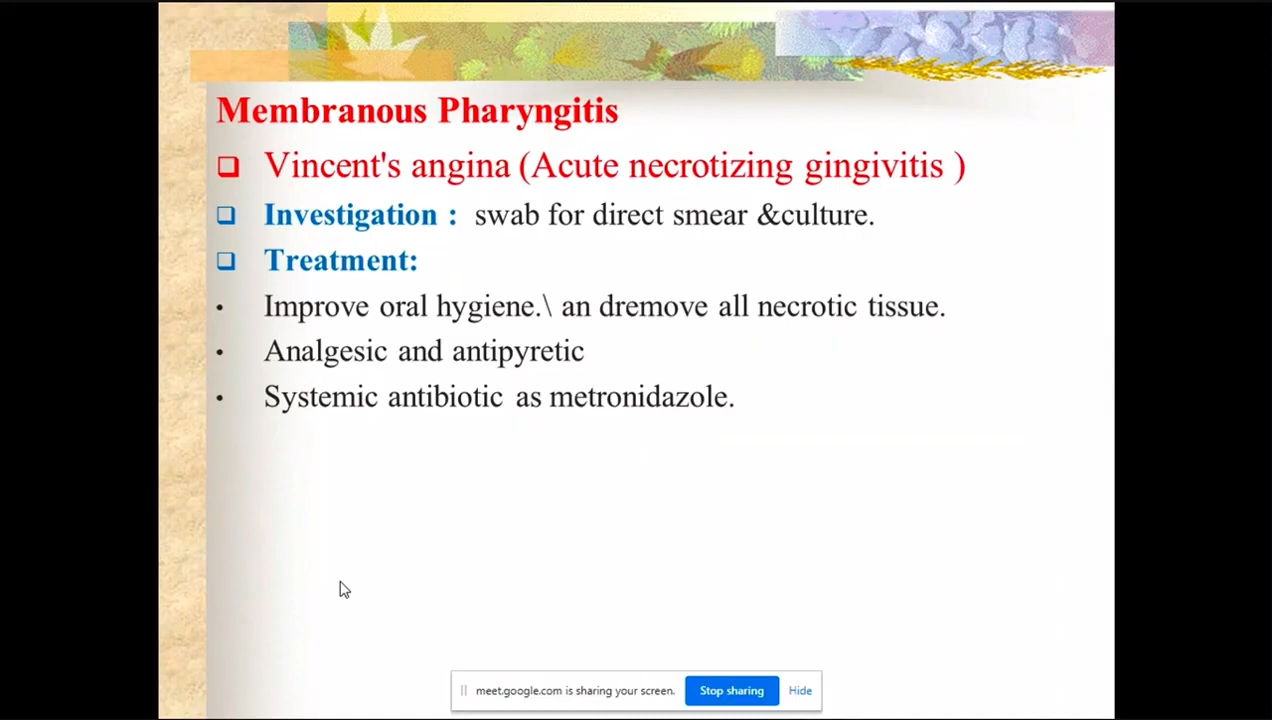 Membranous Pharyngitis
Vincent's angina (Acute necrotizing gingivitis )
Investigation : swab for direct smear &culture.
Treatment:
Improve oral hygiene.\ an dremove all necrotic tissue.
Analgesic and antipyretic
Systemic antibiotic as metronidazole.
meet.google.com is sharing your screen. Stop sharing Hide